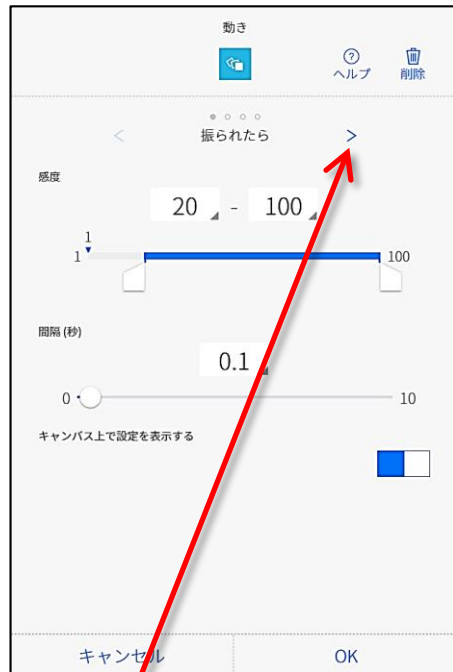 動き
ヘルプ 削除
< 振られたら >
感度
20 - 100
1
1 100
間隔 (秒)
0.1
0 10
キャンバス上で設定を表示する
キャンセル OK